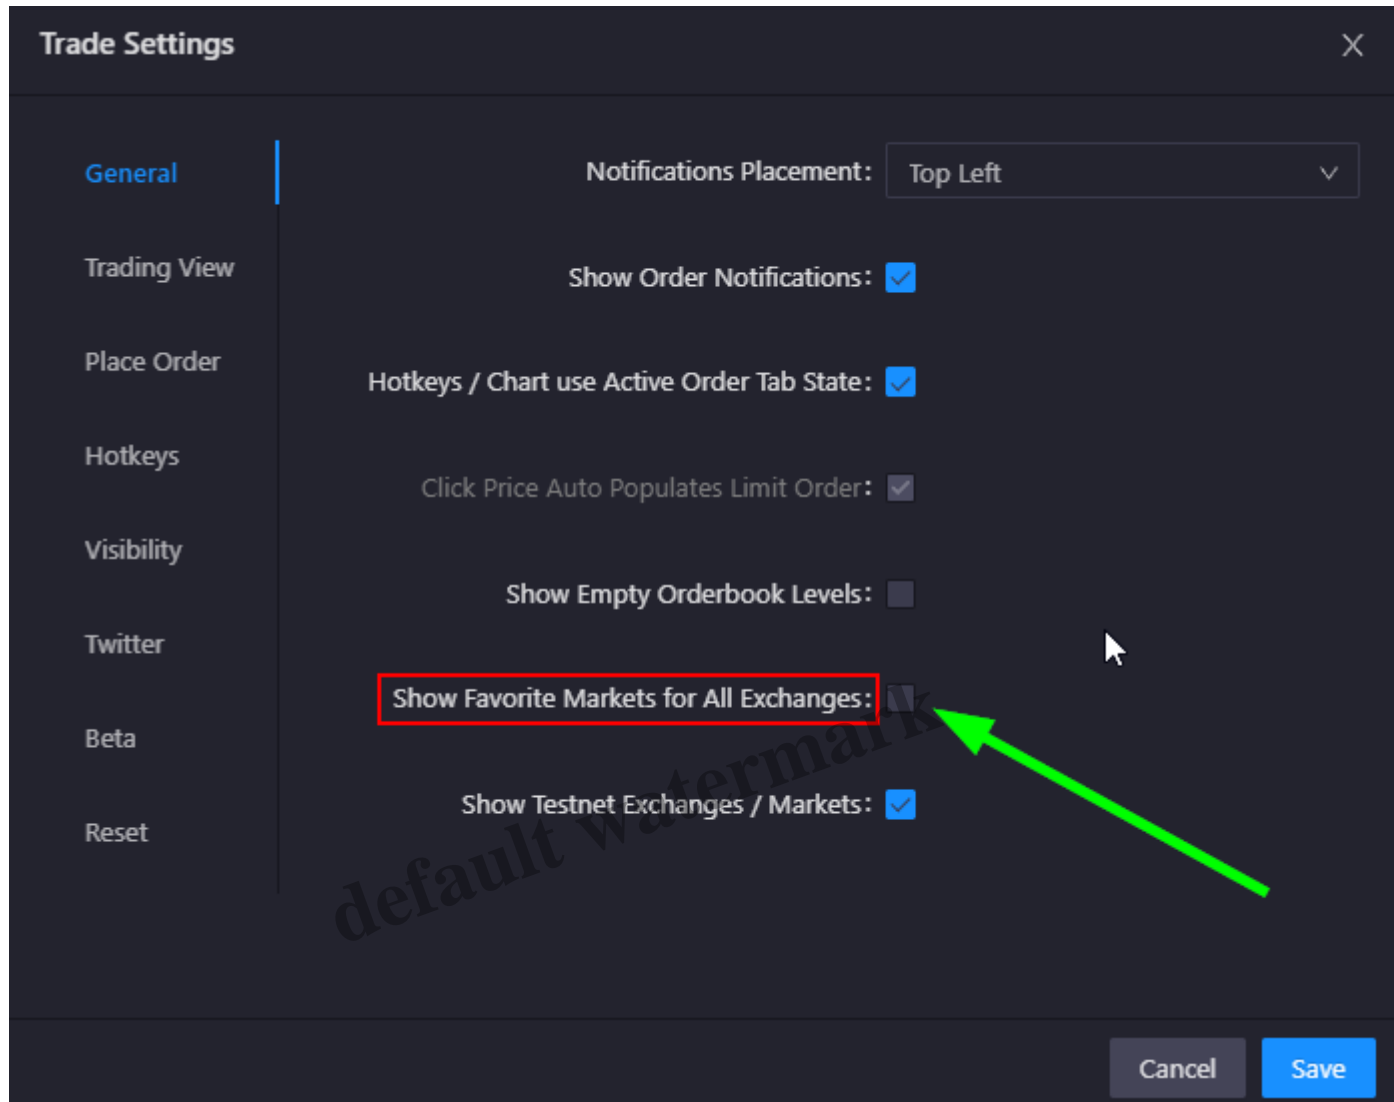 Trade Settings
General
Trading View
Place Order
Hotkeys
Visibility
Twitter
Beta
Reset
Notifications Placement: Top Left
Show Order Notifications:
Hotkeys / Chart use Active Order Tab State:
Click Price Auto Populates Limit Order:
Show Empty Orderbook Levels:
Show Favorite Markets for All Exchanges:
Show Testnet Exchanges / Markets:
default watermark
Cancel Save